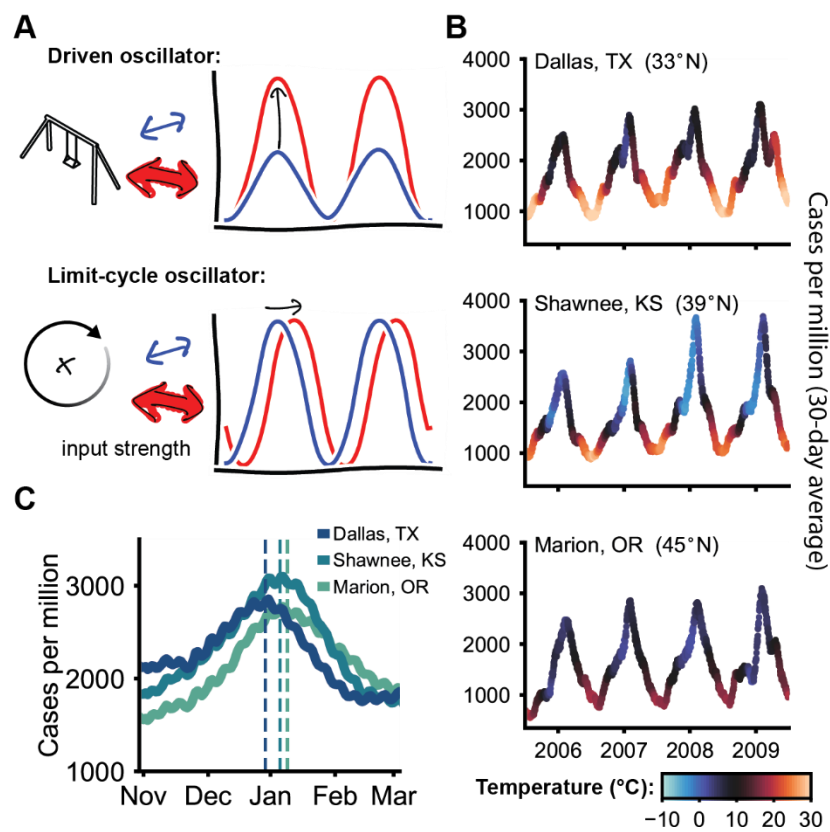 A
Driven oscillator:
Limit-cycle oscillator:
input strength
B
Dallas, TX (33°N)
4000
3000
2000
1000
Shawnee, KS (39°N)
4000
3000
2000
1000
Marion, OR (45°N)
4000
3000
2000
1000
2006 2007 2008 2009
Cases per million (30-day average)
Temperature (°C):
−10 0 10 20 30
C
Dallas, TX
Shawnee, KS
Marion, OR
Cases per million
3000
2000
1000
Nov Dec Jan Feb Mar